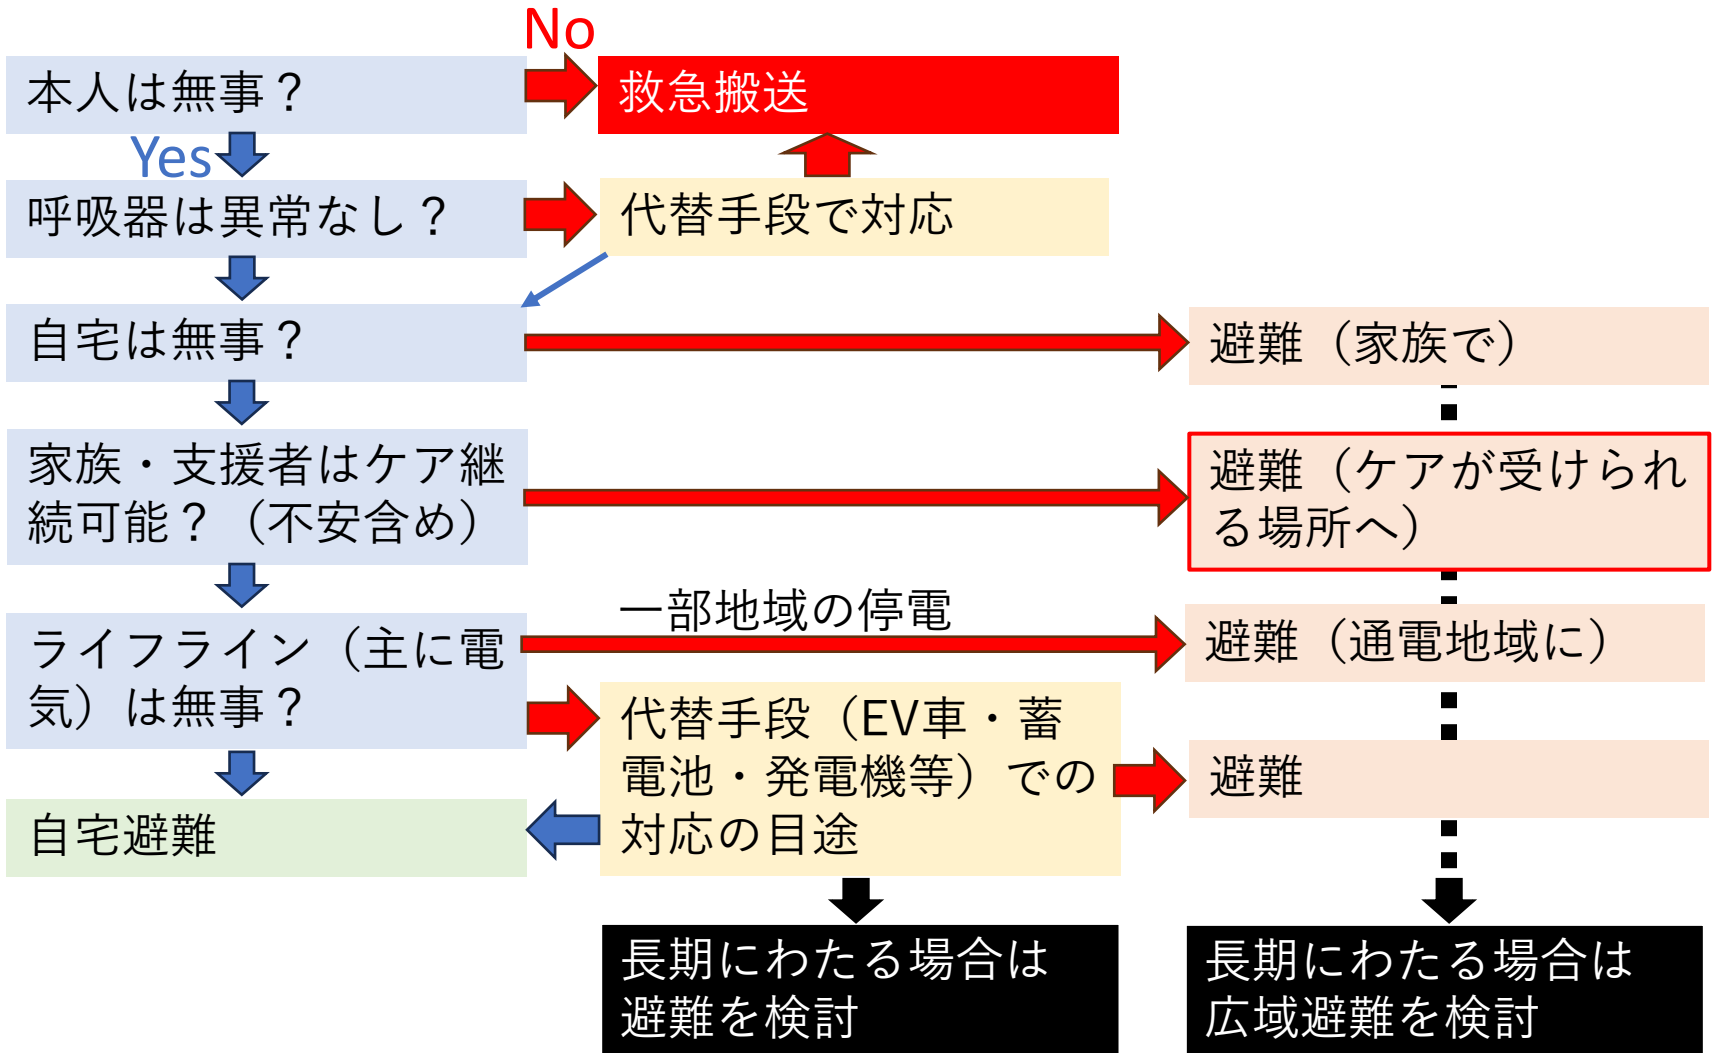 No
本人は無事？
救急搬送
Yes
呼吸器は異常なし？
代替手段で対応
自宅は無事？
避難（家族で）
家族・支援者はケア継
続可能？（不安含め）
避難（ケアが受けられ
る場所へ）
一部地域の停電
ライフライン（主に電
気）は無事？
避難（通電地域に）
代替手段（EV車・蓄
電池・発電機等）での
対応の目途
避難
自宅避難
長期にわたる場合は
避難を検討
長期にわたる場合は
広域避難を検討